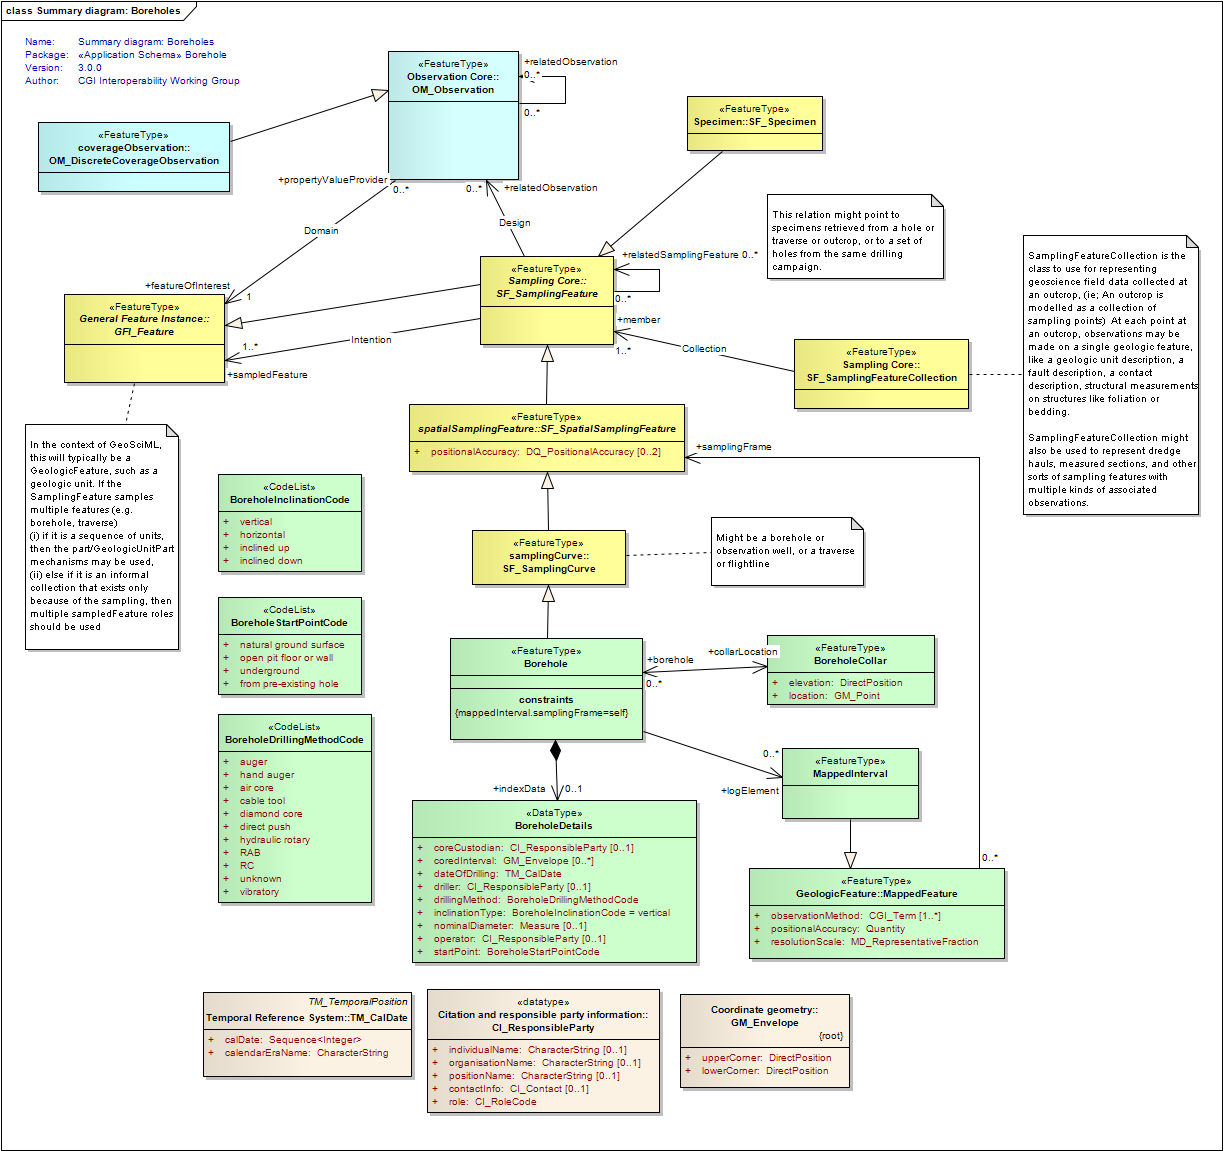 class Summary diagram: Boreholes
Name: Summary diagram: Boreholes
Package: «Application Schema» Borehole
Version: 3.0.0
Author: CGI Interoperability Working Group
«FeatureType»
Observation Core::
OM_Observation
+relatedObservation
0..*
0..*
«FeatureType»
coverageObservation::
OM_DiscreteCoverageObservation
«FeatureType»
Specimen::SF_Specimen
+propertyValueProvider
0..*
0..*
+relatedObservation
Domain
Design
This relation might point to
specimens retrieved from a hole or
traverse or outcrop, or to a set of
holes from the same drilling
campaign.
+featureOfInterest
1
«FeatureType»
Sampling Core::
SF_SamplingFeature
+relatedSamplingFeature 0..*
0..*
SamplingFeatureCollection is the
class to use for representing
geoscience field data collected at
an outcrop, (ie; An outcrop is
modelled as a collection of
sampling points)  At each point at
an outcrop, observations may be
made on a single geologic feature,
like a geologic unit description, a
fault description, a contact
description, structural measurements
on structures like foliation or
bedding.
SamplingFeatureCollection might
also be used to represent dredge
hauls, measured sections, and other
sorts of sampling features with
multiple kinds of associated
observations.
«FeatureType»
General Feature Instance::
GFI_Feature
1..*
+sampledFeature
Intention
+member
1..*
Collection
«FeatureType»
Sampling Core::
SF_SamplingFeatureCollection
«FeatureType»
spatialSamplingFeature::SF_SpatialSamplingFeature
+ positionalAccuracy: DQ_PositionalAccuracy [0..2]
+samplingFrame
In the context of GeoSciML,
this will typically be a
GeologicFeature, such as a
geologic unit. If the
SamplingFeature samples
multiple features (e.g.
borehole, traverse)
(i) if it is a sequence of units,
then the part/GeologicUnitPart
mechanisms may be used,
(ii) else if it is an informal
collection that exists only
because of the sampling, then
multiple sampledFeature roles
should be used
«CodeList»
BoreholeInclinationCode
+ vertical
+ horizontal
+ inclined up
+ inclined down
«FeatureType»
samplingCurve::
SF_SamplingCurve
Might be a borehole or
observation well, or a traverse
or flightline
«CodeList»
BoreholeStartPointCode
+ natural ground surface
+ open pit floor or wall
+ underground
+ from pre-existing hole
«FeatureType»
Borehole
constraints
{mappedInterval.samplingFrame=self}
+borehole
0..*
+collarLocation
«FeatureType»
BoreholeCollar
+ elevation: DirectPosition
+ location: GM_Point
«CodeList»
BoreholeDrillingMethodCode
+ auger
+ hand auger
+ air core
+ cable tool
+ diamond core
+ direct push
+ hydraulic rotary
+ RAB
+ RC
+ unknown
+ vibratory
0..*
+logElement
«FeatureType»
MappedInterval
+indexData
0..1
«DataType»
BoreholeDetails
+ coreCustodian: CI_ResponsibleParty [0..1]
+ coredInterval: GM_Envelope [0..*]
+ dateOfDrilling: TM_CalDate
+ driller: CI_ResponsibleParty [0..1]
+ drillingMethod: BoreholeDrillingMethodCode
+ inclinationType: BoreholeInclinationCode = vertical
+ nominalDiameter: Measure [0..1]
+ operator: CI_ResponsibleParty [0..1]
+ startPoint: BoreholeStartPointCode
0..*
«FeatureType»
GeologicFeature::MappedFeature
+ observationMethod: CGI_Term [1..*]
+ positionalAccuracy: Quantity
+ resolutionScale: MD_RepresentativeFraction
TM_TemporalPosition
Temporal Reference System::TM_CalDate
+ calDate: Sequence<Integer>
+ calendarEraName: CharacterString
«datatype»
Citation and responsible party information::
CI_ResponsibleParty
+ individualName: CharacterString [0..1]
+ organisationName: CharacterString [0..1]
+ positionName: CharacterString [0..1]
+ contactInfo: CI_Contact [0..1]
+ role: CI_RoleCode
Coordinate geometry::
GM_Envelope
{root}
+ upperCorner: DirectPosition
+ lowerCorner: DirectPosition